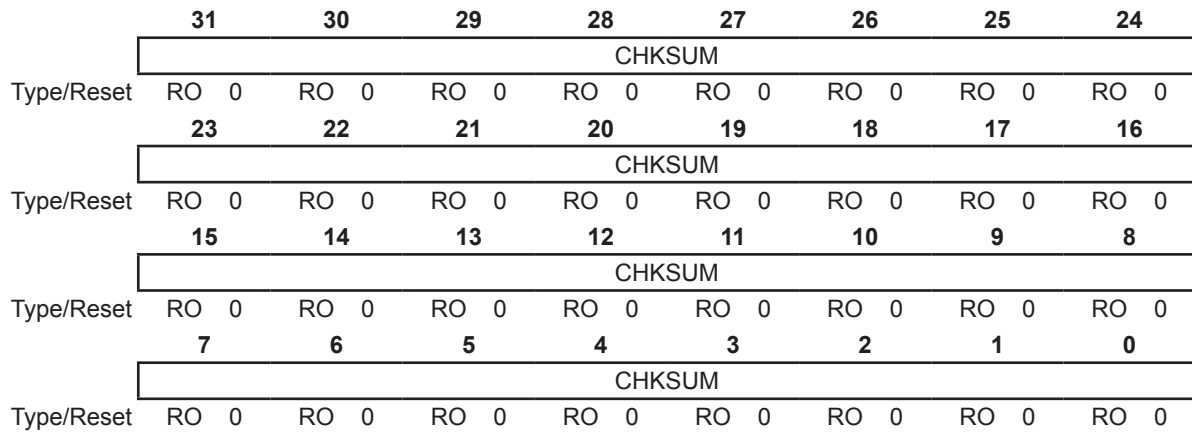 31 30 29 28 27 26 25 24
CHKSUM
Type/Reset RO 0 RO 0 RO 0 RO 0 RO 0 RO 0 RO 0 RO 0
23 22 21 20 19 18 17 16
CHKSUM
Type/Reset RO 0 RO 0 RO 0 RO 0 RO 0 RO 0 RO 0 RO 0
15 14 13 12 11 10 9 8
CHKSUM
Type/Reset RO 0 RO 0 RO 0 RO 0 RO 0 RO 0 RO 0 RO 0
7 6 5 4 3 2 1 0
CHKSUM
Type/Reset RO 0 RO 0 RO 0 RO 0 RO 0 RO 0 RO 0 RO 0